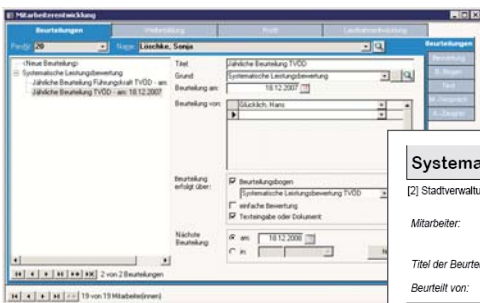 Mitarbeiterentwicklung
Beurteilungen
Weiterbildung
Profil
Laufbahnentwicklung
PersNr 20
Name Löschke, Sonja
Beurteilungen
<Neue Beurteilung>
Systematische Leistungsbewertung
Jährliche Beurteilung Führungskraft TVÖD - am:
Jährliche Beurteilung TVÖD - am: 18.12.2007
Titel Jährliche Beurteilung TVÖD
Grund Systematische Leistungsbewertung
Beurteilung am: 18.12.2007
Beurteilung von: Glücklich, Hans
Text
Beurteilung
erfolgt über:
Beurteilungsbogen
Systematische Leistungsbewertung TVÖD
einfache Bewertung
Texteingabe oder Dokument
Nächste
Beurteilung
am: 18.12.2008
in:
2 von 2 Beurteilungen
19 von 19 Mitarbeiter(innen)
Systema
[2] Stadtverwaltu
Mitarbeiter:
Titel der Beurte
Beurteilt von: